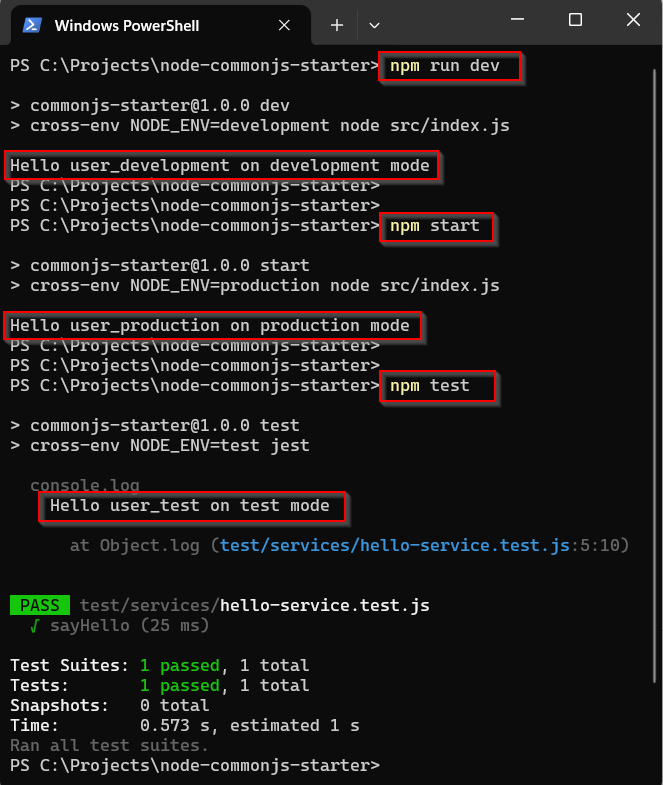 Windows PowerShell
PS C:\Projects\node-commonjs-starter> npm run dev
> commonjs-starter@1.0.0 dev
> cross-env NODE_ENV=development node src/index.js
Hello user_development on development mode
PS C:\Projects\node-commonjs-starter>
PS C:\Projects\node-commonjs-starter>
PS C:\Projects\node-commonjs-starter> npm start
> commonjs-starter@1.0.0 start
> cross-env NODE_ENV=production node src/index.js
Hello user_production on production mode
PS C:\Projects\node-commonjs-starter>
PS C:\Projects\node-commonjs-starter>
PS C:\Projects\node-commonjs-starter> npm test
> commonjs-starter@1.0.0 test
> cross-env NODE_ENV=test jest
console.log
Hello user_test on test mode
at Object.log (test/services/hello-service.test.js:5:10)
PASS test/services/hello-service.test.js
√ sayHello (25 ms)
Test Suites: 1 passed, 1 total
Tests: 1 passed, 1 total
Snapshots: 0 total
Time: 0.573 s, estimated 1 s
Ran all test suites.
PS C:\Projects\node-commonjs-starter>